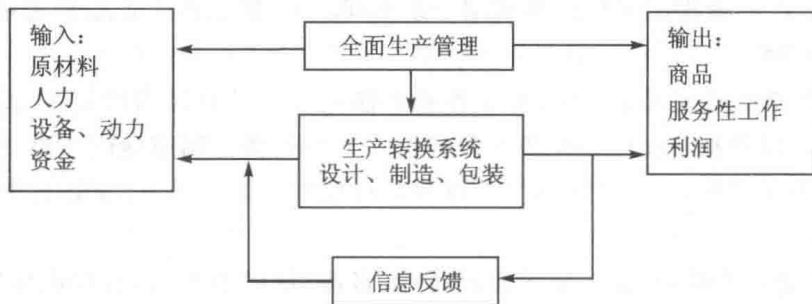 输入：
原材料
人力
设备、动力
资金
全面生产管理
生产转换系统
设计、制造、包装
信息反馈
输出：
商品
服务性工作
利润